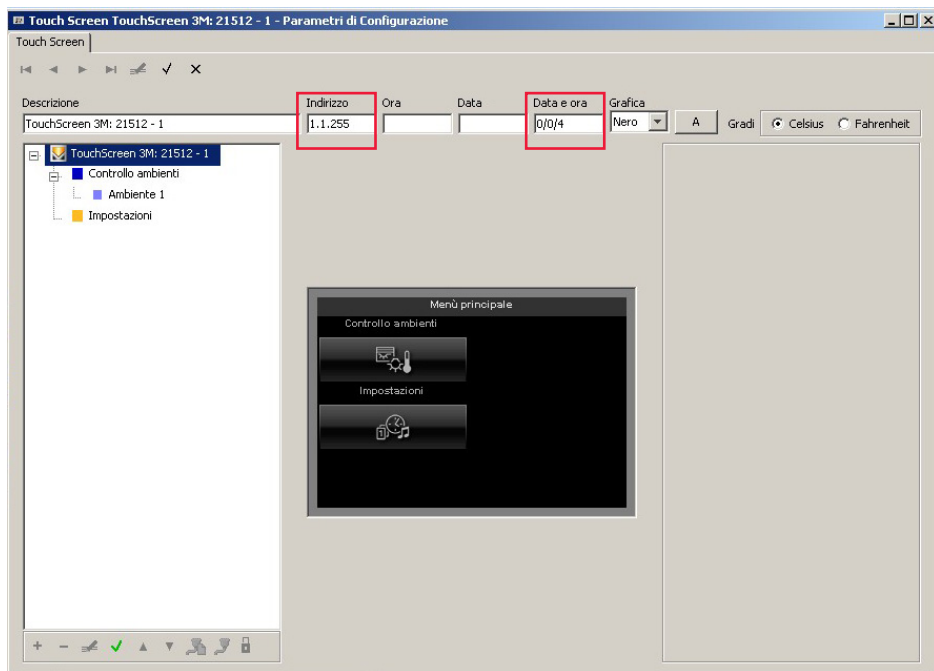 Touch Screen TouchScreen 3M: 21512 - 1 - Parametri di Configurazione
Touch Screen
Descrizione Indirizzo Ora Data Data e ora Grafica
TouchScreen 3M: 21512 - 1 1.1.255 0/0/4 Nero A Gradi Celsius Fahrenheit
TouchScreen 3M: 21512 - 1
Controllo ambienti
Ambiente 1
Impostazioni
Menù principale
Controllo ambienti
Impostazioni